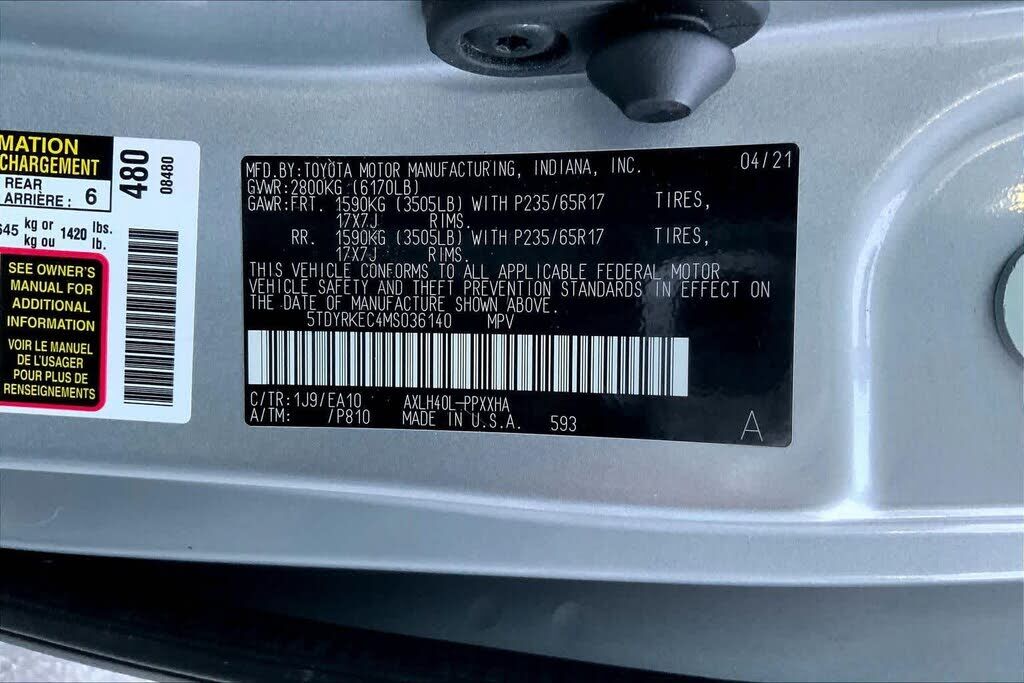 MATION
CHARGEMENT
REAR
ARRIÈRE : 6
645 kg or 1420 lbs.
kg ou lb.
SEE OWNER'S
MANUAL FOR
ADDITIONAL
INFORMATION
VOIR LE MANUEL
DE L'USAGER
POUR PLUS DE
RENSEIGNEMENTS
480
08480
MFD.BY:TOYOTA MOTOR MANUFACTURING, INDIANA, INC. 04/21
GVWR:2800KG (6170LB)
GAWR:FRT. 1590KG (3505LB) WITH P235/65R17 TIRES,
17X7J RIMS.
RR. 1590KG (3505LB) WITH P235/65R17 TIRES,
17X7J RIMS.
THIS VEHICLE CONFORMS TO ALL APPLICABLE FEDERAL MOTOR
VEHICLE SAFETY AND THEFT PREVENTION STANDARDS IN EFFECT ON
THE DATE OF MANUFACTURE SHOWN ABOVE.
5TDYRKEC4MS036140 MPV
C/TR:1J9/EA10 AXLH40L-PPXXHA
A/TM: /P810 MADE IN U.S.A. 593 A